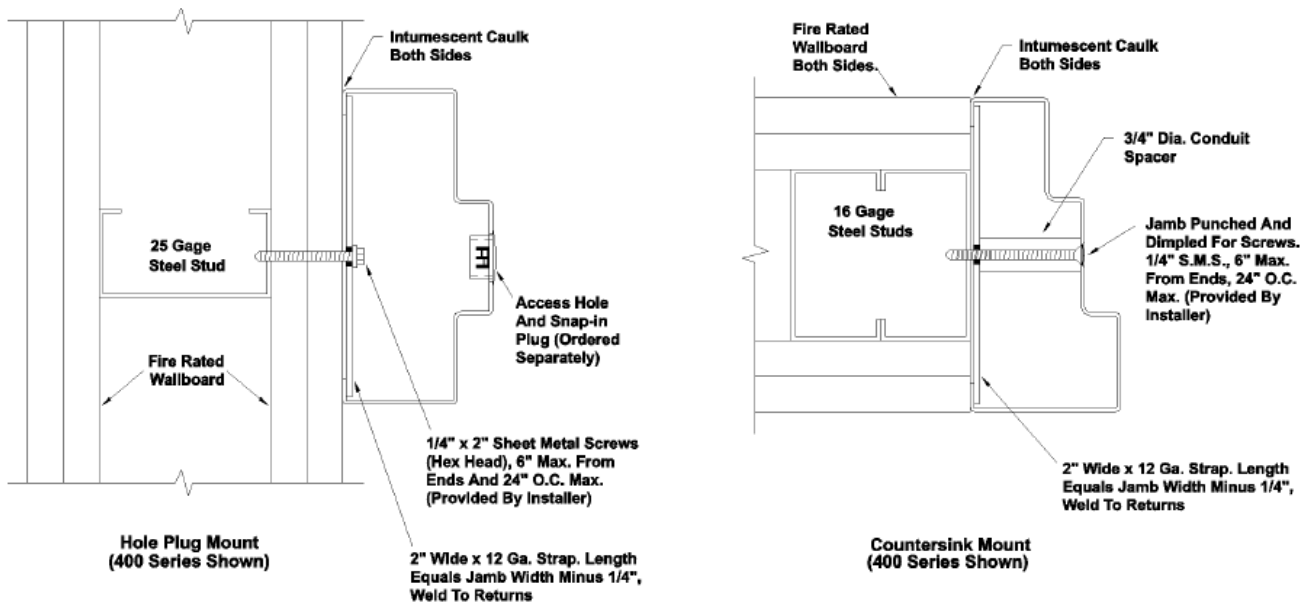 Intumescent Caulk
Both Sides
25 Gage
Steel Stud
Access Hole
And Snap-in
Plug (Ordered
Separately)
Fire Rated
Wallboard
1/4" x 2" Sheet Metal Screws
(Hex Head), 6" Max. From
Ends And 24" O.C. Max.
(Provided By Installer)
2" Wide x 12 Ga. Strap. Length
Equals Jamb Width Minus 1/4",
Weld To Returns
Hole Plug Mount
(400 Series Shown)
Fire Rated
Wallboard
Both Sides.
Intumescent Caulk
Both Sides
3/4" Dia. Conduit
Spacer
16 Gage
Steel Studs
Jamb Punched And
Dimpled For Screws.
1/4" S.M.S., 6" Max.
From Ends, 24" O.C.
Max. (Provided By
Installer)
2" Wide x 12 Ga. Strap. Length
Equals Jamb Width Minus 1/4",
Weld To Returns
Countersink Mount
(400 Series Shown)